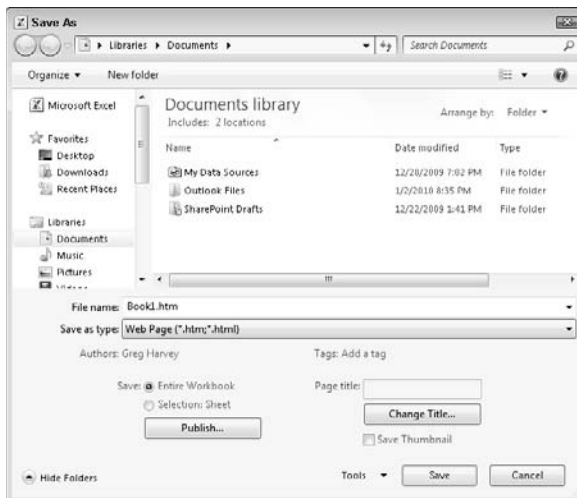 Save As
Libraries Documents
Search Documents
Organize
New folder
Microsoft Excel
Favorites
Desktop
Downloads
Recent Places
Libraries
Documents
Music
Pictures
Videos
Documents library
Includes: 2 locations
Arrange by: Folder
Name Date modified Type
My Data Sources 12/28/2009 7:02 PM File folder
Outlook Files 1/2/2010 8:35 PM File folder
SharePoint Drafts 12/22/2009 1:41 PM File folder
File name: Book1.htm
Save as type: Web Page (*.htm;*.html)
Authors: Greg Harvey
Tags: Add a tag
Save: Entire Workbook
Selection: Sheet
Publish...
Page title:
Change Title...
Save Thumbnail
Hide Folders
Tools
Save
Cancel